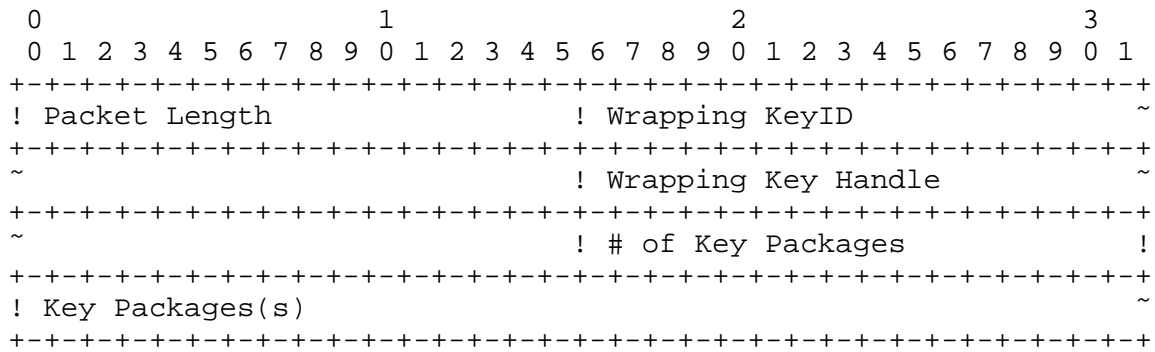 0                   1                   2                   3
 0 1 2 3 4 5 6 7 8 9 0 1 2 3 4 5 6 7 8 9 0 1 2 3 4 5 6 7 8 9 0 1
+-+-+-+-+-+-+-+-+-+-+-+-+-+-+-+-+-+-+-+-+-+-+-+-+-+-+-+-+-+-+-+-+
! Packet Length                 ! Wrapping KeyID                ~
+-+-+-+-+-+-+-+-+-+-+-+-+-+-+-+-+-+-+-+-+-+-+-+-+-+-+-+-+-+-+-+-+
~                               ! Wrapping Key Handle           ~
+-+-+-+-+-+-+-+-+-+-+-+-+-+-+-+-+-+-+-+-+-+-+-+-+-+-+-+-+-+-+-+-+
~                               ! # of Key Packages             !
+-+-+-+-+-+-+-+-+-+-+-+-+-+-+-+-+-+-+-+-+-+-+-+-+-+-+-+-+-+-+-+-+
! Key Packages(s)                                               ~
+-+-+-+-+-+-+-+-+-+-+-+-+-+-+-+-+-+-+-+-+-+-+-+-+-+-+-+-+-+-+-+-+